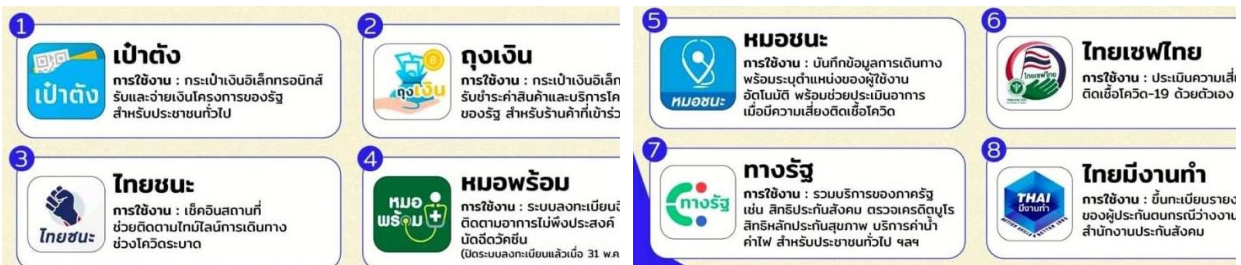 1
เป๋าตัง
เป๋าตัง
การใช้งาน : กระเป๋าเงินอิเล็กทรอนิกส์
รับและจ่ายเงินโครงการของรัฐ
สำหรับประชาชนทั่วไป
2
ถุงเงิน
ถุงเงิน
การใช้งาน : กระเป๋าเงินอิเล็ก
รับชำระค่าสินค้าและบริการโค
ของรัฐ สำหรับร้านค้าที่เข้าร่ว
3
ไทยชนะ
ไทยชนะ
การใช้งาน : เช็คอินสถานที่
ช่วยติดตามไทม์ไลน์การเดินทาง
ช่วงโควิดระบาด
4
หมอ
พร้อม
หมอพร้อม
การใช้งาน : ระบบลงทะเบียนฉี
ติดตามอาการไม่พึงประสงค์
นัดฉีดวัคซีน
(ปิดระบบลงทะเบียนแล้วเมื่อ 31 พ.ค
5
หมอชนะ
หมอชนะ
การใช้งาน : บันทึกข้อมูลการเดินทาง
พร้อมระบุตำแหน่งของผู้ใช้งาน
อัตโนมัติ พร้อมช่วยประเมินอาการ
เมื่อมีความเสี่ยงติดเชื้อโควิด
6
ไทยเซฟไทย
ไทยเซฟไทย
การใช้งาน : ประเมินความเสี่
ติดเชื้อโควิด-19 ด้วยตัวเอง
7
ทางรัฐ
ทางรัฐ
การใช้งาน : รวมบริการของภาครัฐ
เช่น สิทธิประกันสังคม ตรวจเครดิตบูโร
สิทธิหลักประกันสุขภาพ บริการค่าน้ำ
ค่าไฟ สำหรับประชาชนทั่วไป ฯลฯ
8
THAI
มีงานทำ
ไทยมีงานทำ
การใช้งาน : ขึ้นทะเบียนรายง
ของผู้ประกันตนกรณีว่างงาน
สำนักงานประกันสังคม